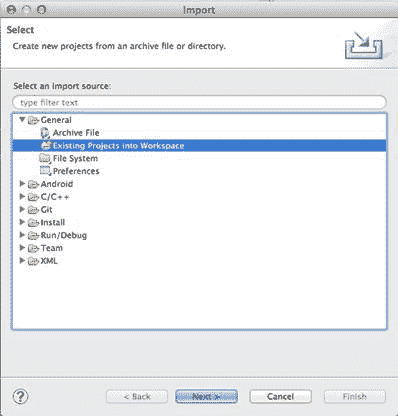 Import
Select
Create new projects from an archive file or directory.
Select an import source:
type filter text
General
Archive File
Existing Projects into Workspace
File System
Preferences
Android
C/C++
Git
Install
Run/Debug
Team
XML
?
< Back
Next >
Cancel
Finish